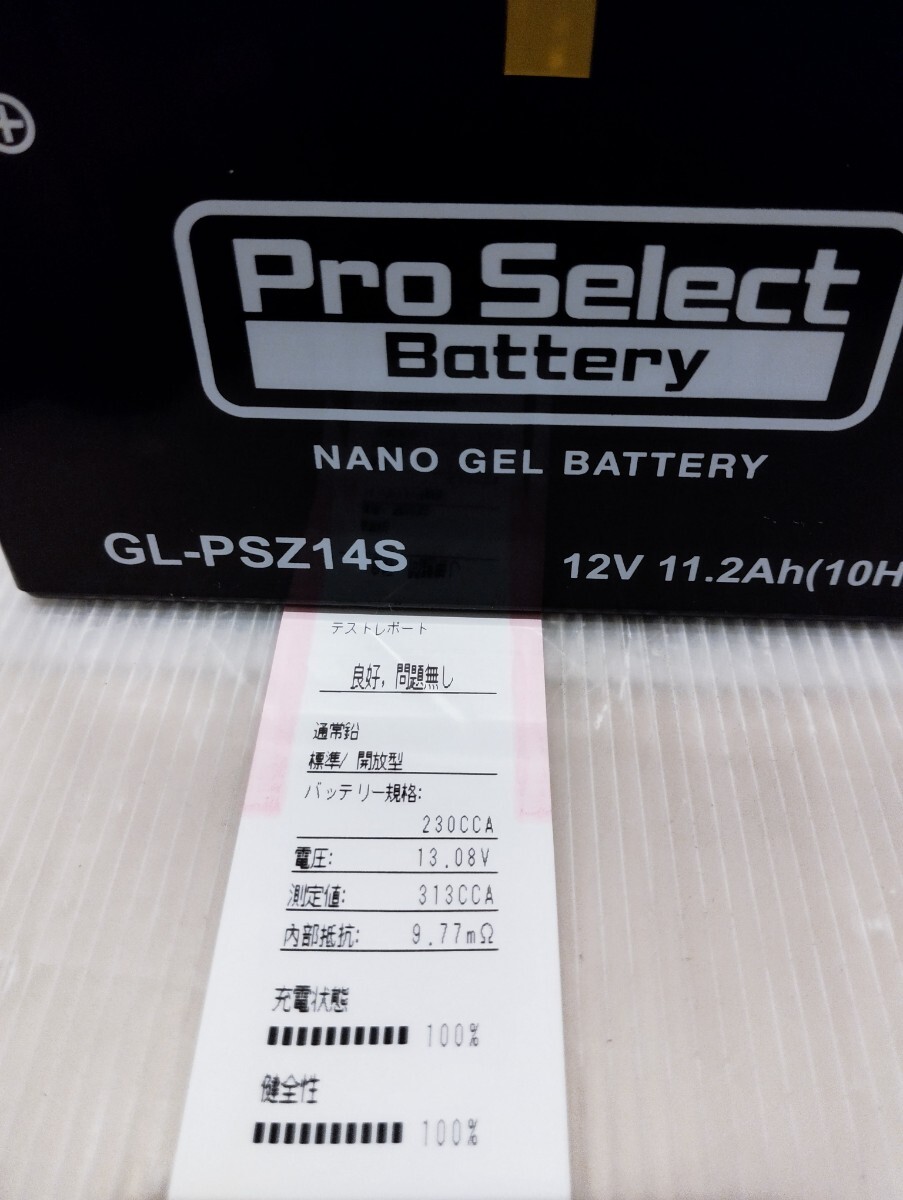 +
Pro Select
Battery
NANO GEL BATTERY
GL-PSZ14S
12V 11.2Ah(10H
テストレポート
良好, 問題無し
通常鉛
標準/ 開放型
バッテリー規格:
230CCA
電圧: 13.08V
測定値: 313CCA
内部抵抗: 9.77mΩ
充電状態
100%
健全性
100%